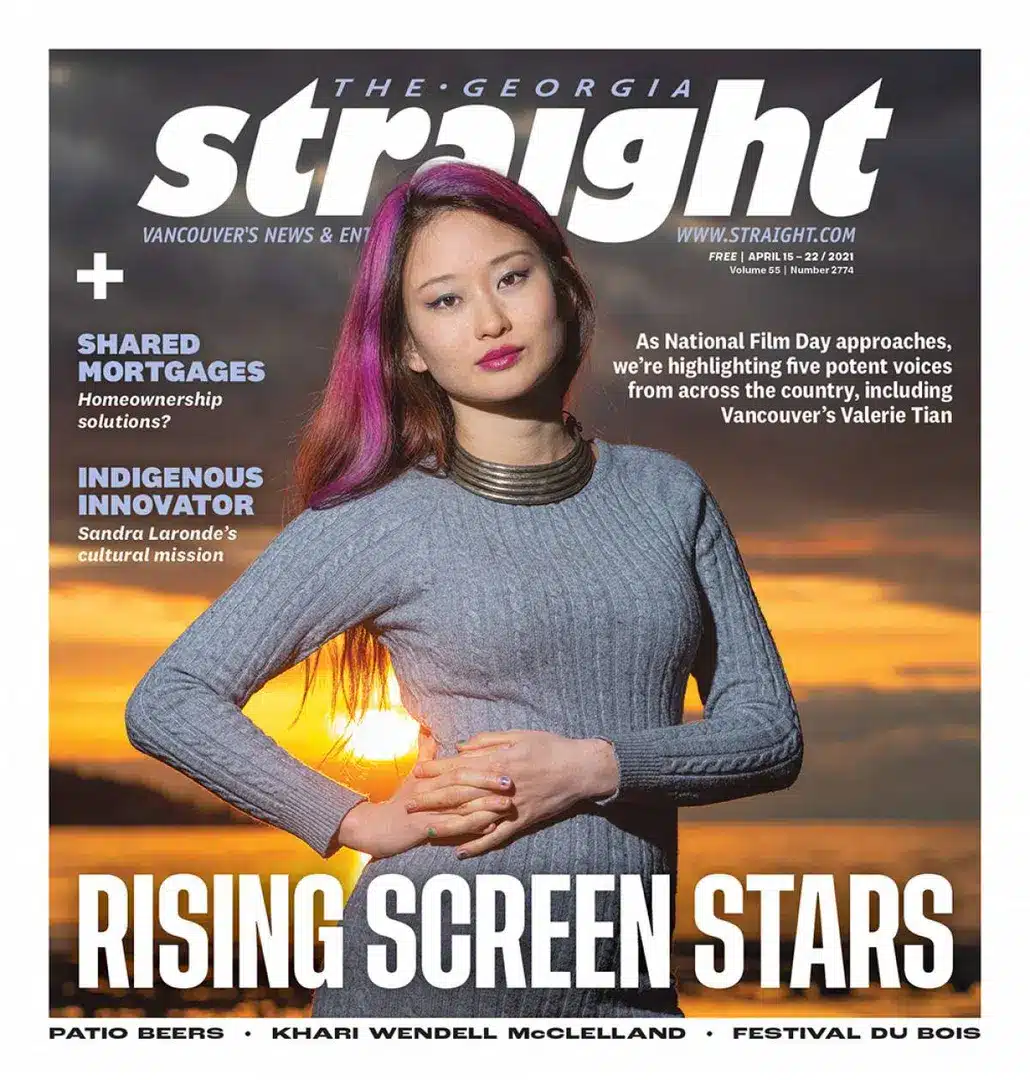 THE·GEORGIA
straight
VANCOUVER'S NEWS & ENT
WWW.STRAIGHT.COM
FREE | APRIL 15 – 22 / 2021
Volume 55 | Number 2774
+
SHARED
MORTGAGES
Homeownership
solutions?
INDIGENOUS
INNOVATOR
Sandra Laronde's
cultural mission
As National Film Day approaches,
we're highlighting five potent voices
from across the country, including
Vancouver's Valerie Tian
RISING SCREEN STARS
PATIO BEERS · KHARI WENDELL McCLELLAND · FESTIVAL DU BOIS